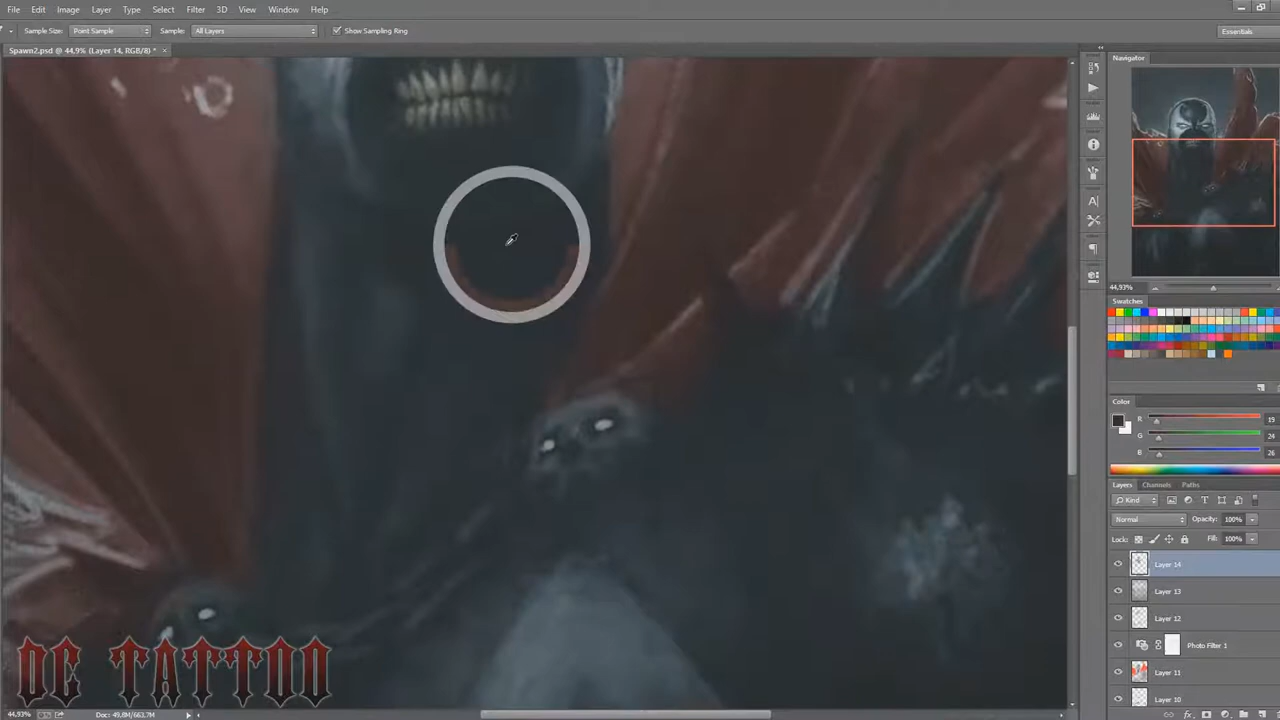 File Edit Image Layer Type Select Filter 3D View Window Help
Sample Size: Point Sample Sample: All Layers Show Sampling Ring Essentials
Spawn2.psd @ 44,9% (Layer 14, RGB/8) * ×
Navigator
44,93%
Swatches
Color
R 19
G 24
B 26
Layers Channels Paths
Kind
Normal Opacity: 100%
Lock: Fill: 100%
Layer 14
Layer 13
Layer 12
Photo Filter 1
Layer 11
Layer 10
DC TATTOO
44,93% Doc: 49,8M/663,7M